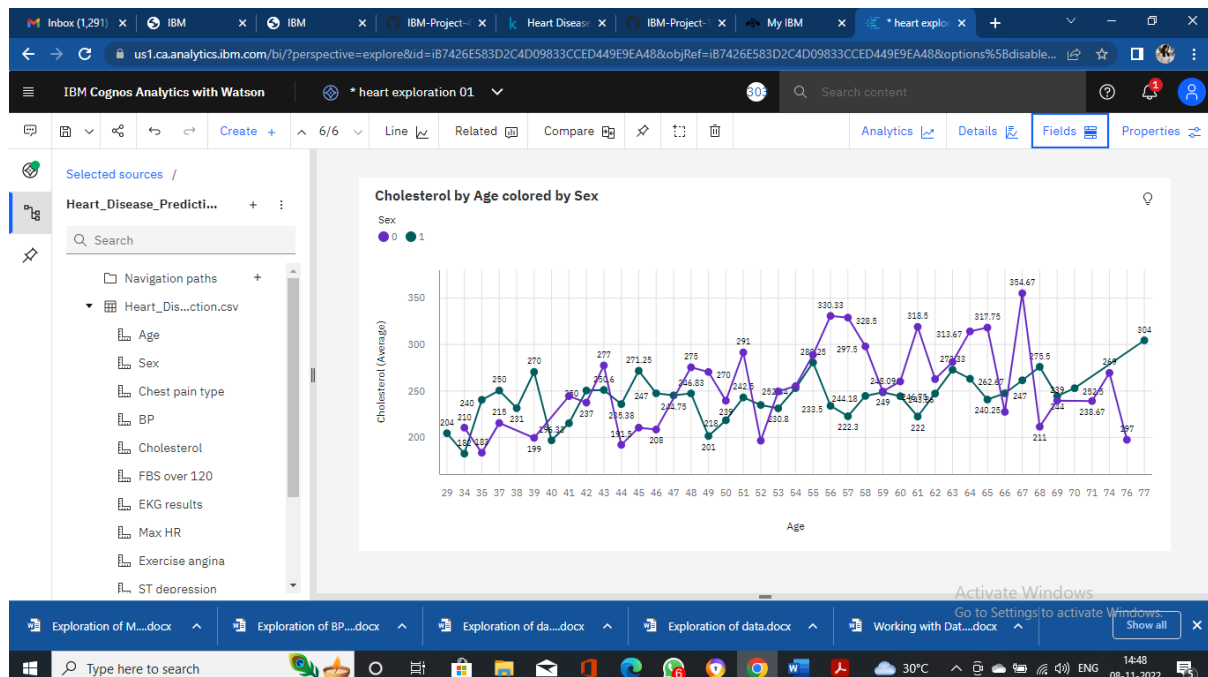 Inbox (1,291) IBM IBM IBM-Project- Heart Disease IBM-Project- My IBM * heart explo
us1.ca.analytics.ibm.com/bi/?perspective=explore&id=iB7426E583D2C4D09833CCED449E9EA48&objRef=iB7426E583D2C4D09833CCED449E9EA48&options%5Bdisable...
IBM Cognos Analytics with Watson * heart exploration 01 303 Search content 1
Create + 6/6 Line Related Compare Analytics Details Fields Properties
Selected sources /
Heart_Disease_Predicti...
Search
Navigation paths
Heart_Dis...ction.csv
Age
Sex
Chest pain type
BP
Cholesterol
FBS over 120
EKG results
Max HR
Exercise angina
ST depression
Cholesterol by Age colored by Sex
Sex
0 1
Cholesterol (Average)
350
300
250
200
354.67
330.33 328.5 318.5 317.75 313.67
304
291 297.5
270 277 271.25 275 270 275.5 269
250 250 242.5 249 247 239 252.5
240 210 215 231 237 247 244.75 246.83 239 244.18 262.67 244
204 182 183 199 208 218 201 230.8 233.5 222.3 222 240.25 211 238.67 197
29 34 35 37 38 39 40 41 42 43 44 45 46 47 48 49 50 51 52 53 54 55 56 57 58 59 60 61 62 63 64 65 66 67 68 69 70 71 74 76 77
Age
Activate Windows
Go to Settings to activate Windows.
Exploration of M....docx Exploration of BP....docx Exploration of da....docx Exploration of data.docx Working with Dat....docx Show all
Type here to search 6 30°C ENG 14:48
08-11-2022 5